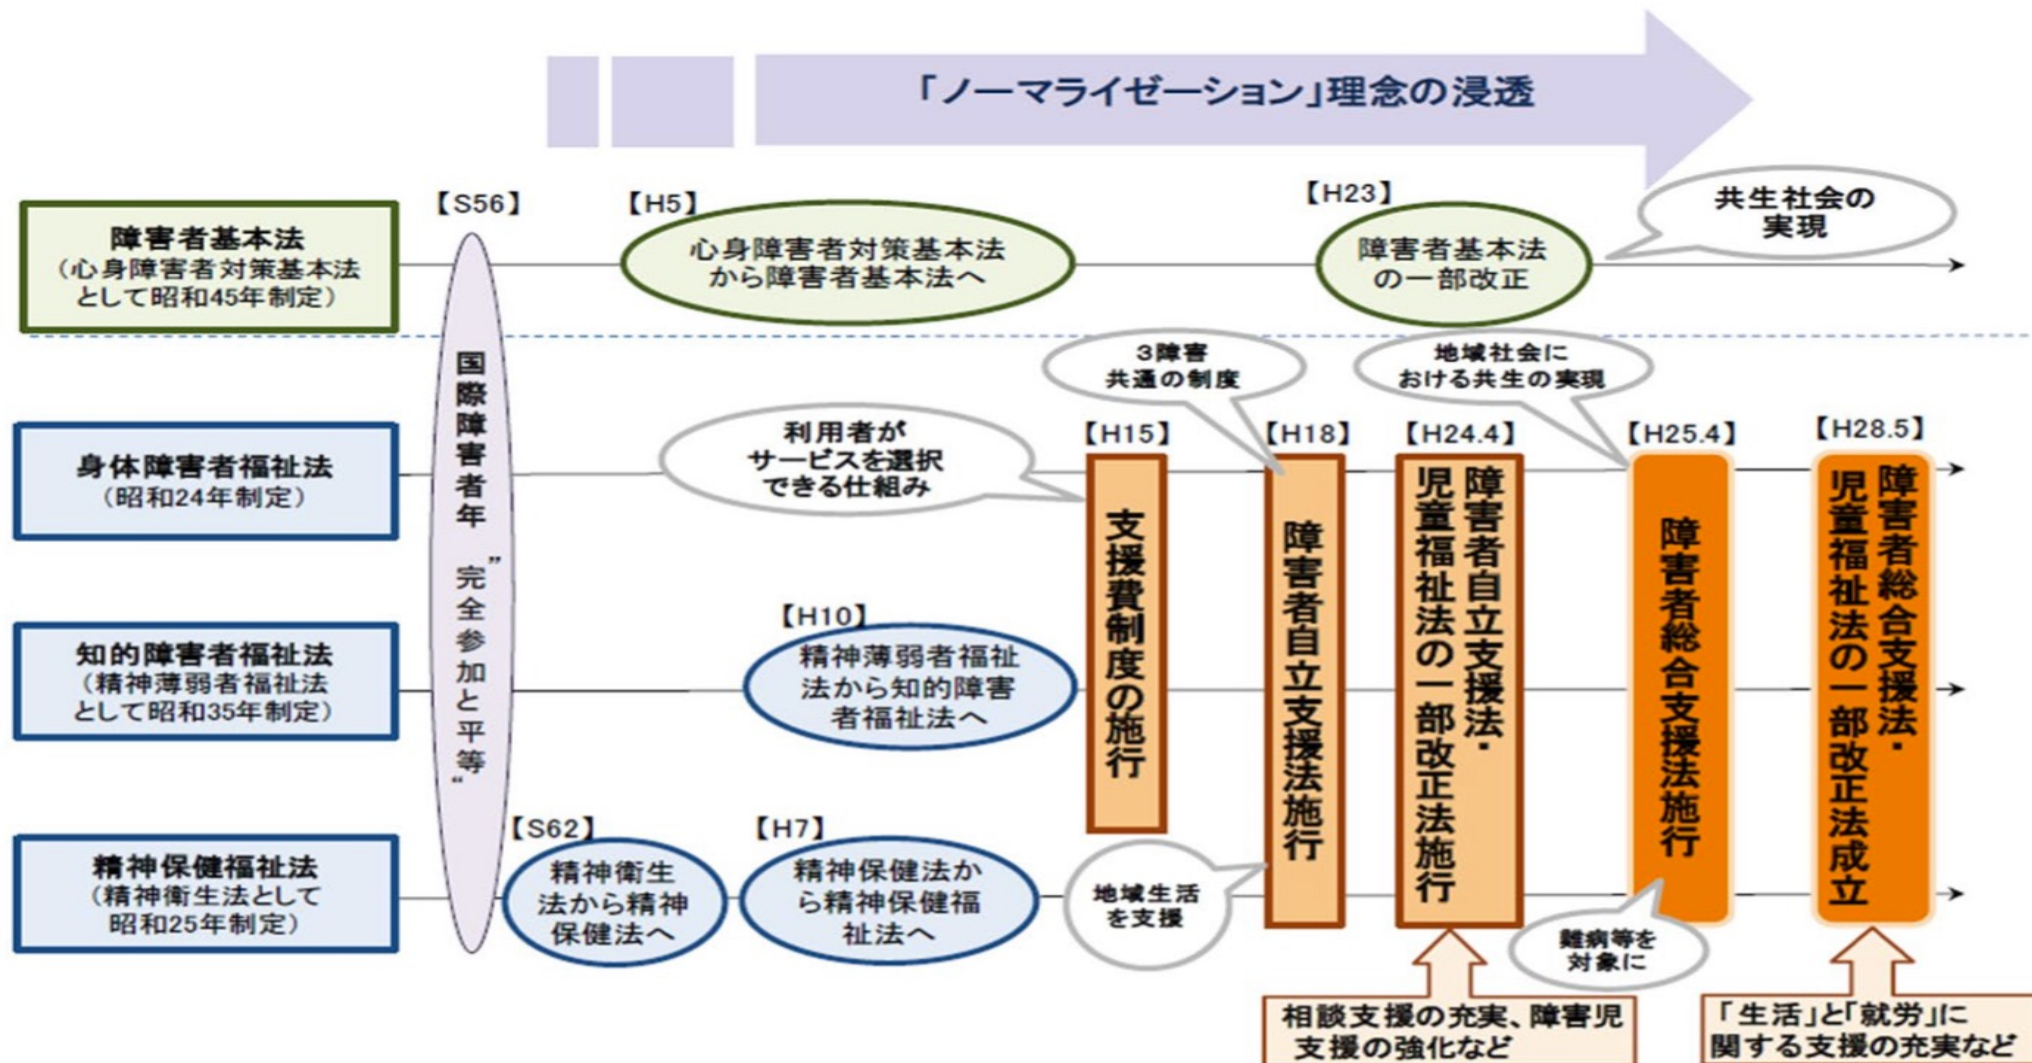 「ノーマライゼーション」理念の浸透
【S56】
【H5】
【H23】
共生社会の
実現
障害者基本法
（心身障害者対策基本法
として昭和45年制定）
心身障害者対策基本法
から障害者基本法へ
障害者基本法
の一部改正
国際障害者年 ”完全参加と平等“
3障害
共通の制度
地域社会に
おける共生の実現
身体障害者福祉法
（昭和24年制定）
利用者が
サービスを選択
できる仕組み
【H15】
【H18】
【H24.4】
【H25.4】
【H28.5】
支援費制度の施行
障害者自立支援法施行
障害者自立支援法・
児童福祉法の一部改正法施行
障害者総合支援法施行
障害者総合支援法・
児童福祉法の一部改正法成立
知的障害者福祉法
（精神薄弱者福祉法
として昭和35年制定）
【H10】
精神薄弱者福祉
法から知的障害
者福祉法へ
精神保健福祉法
（精神衛生法として
昭和25年制定）
【S62】
精神衛生
法から精神
保健法へ
【H7】
精神保健法か
ら精神保健福
祉法へ
地域生活
を支援
難病等を
対象に
相談支援の充実、障害児
支援の強化など
「生活」と「就労」に
関する支援の充実など